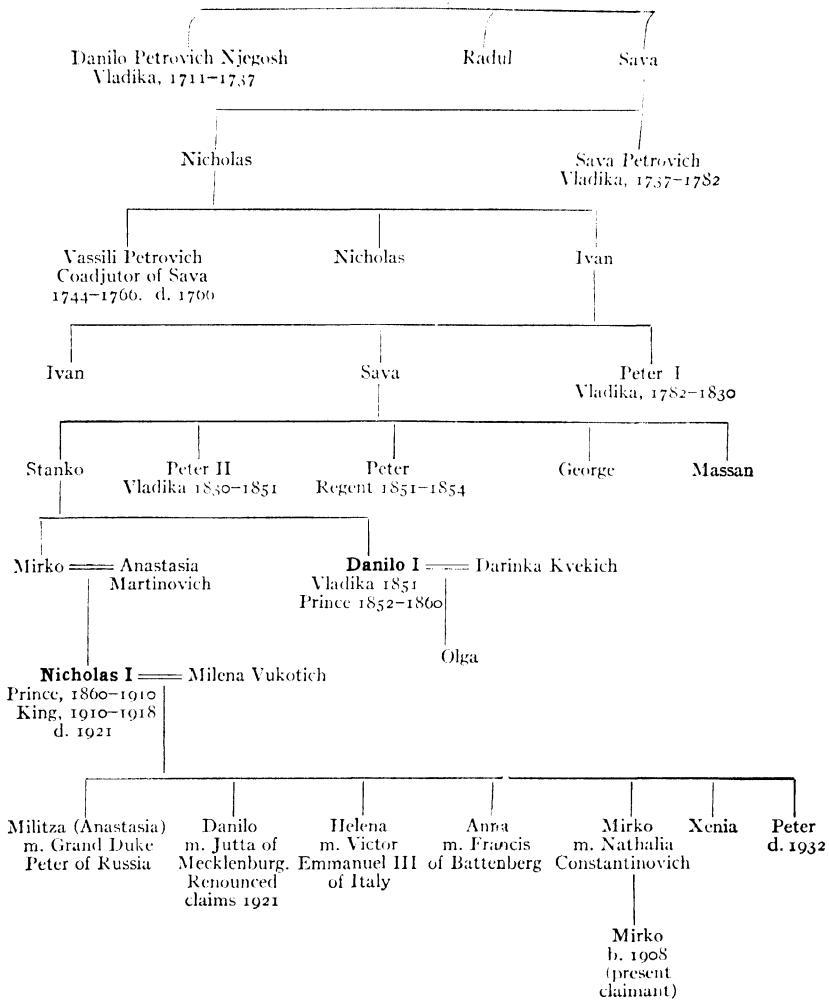 Danilo Petrovich Njegosh
Vladika, 1711–1737
Radul
Sava
Nicholas
Sava Petrovich
Vladika, 1737–1782
Vassili Petrovich
Coadjutor of Sava
1744–1766. d. 1766
Nicholas
Ivan
Ivan
Sava
Peter I
Vladika, 1782–1830
Stanko
Peter II
Vladika 1830–1851
Peter
Regent 1851–1854
George
Massan
Mirko
Anastasia
Martinovich
Danilo I
Vladika 1851
Prince 1852–1860
Darinka Kvekich
Olga
Nicholas I
Prince, 1860–1910
King, 1910–1918
d. 1921
Milena Vukotich
Militza (Anastasia)
m. Grand Duke
Peter of Russia
Danilo
m. Jutta of
Mecklenburg.
Renounced
claims 1921
Helena
m. Victor
Emmanuel III
of Italy
Anna
m. Francis
of Battenberg
Mirko
m. Nathalia
Constantinovich
Xenia
Peter
d. 1932
Mirko
b. 1908
(present
claimant)